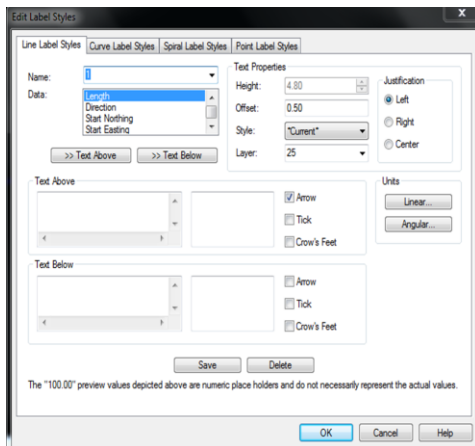 Edit Label Styles
X
Line Label Styles Curve Label Styles Spiral Label Styles Point Label Styles
Name: 1
Data:
Length
Direction
Start Northing
Start Easting
>> Text Above >> Text Below
Text Properties
Height: 4.80
Offset: 0.50
Style: "Current"
Layer: 25
Justification
Left
Right
Center
Text Above
Arrow
Tick
Crow's Feet
Units
Linear...
Angular...
Text Below
Arrow
Tick
Crow's Feet
Save Delete
The "100.00" preview values depicted above are numeric place holders and do not necessarily represent the actual values.
OK Cancel Help